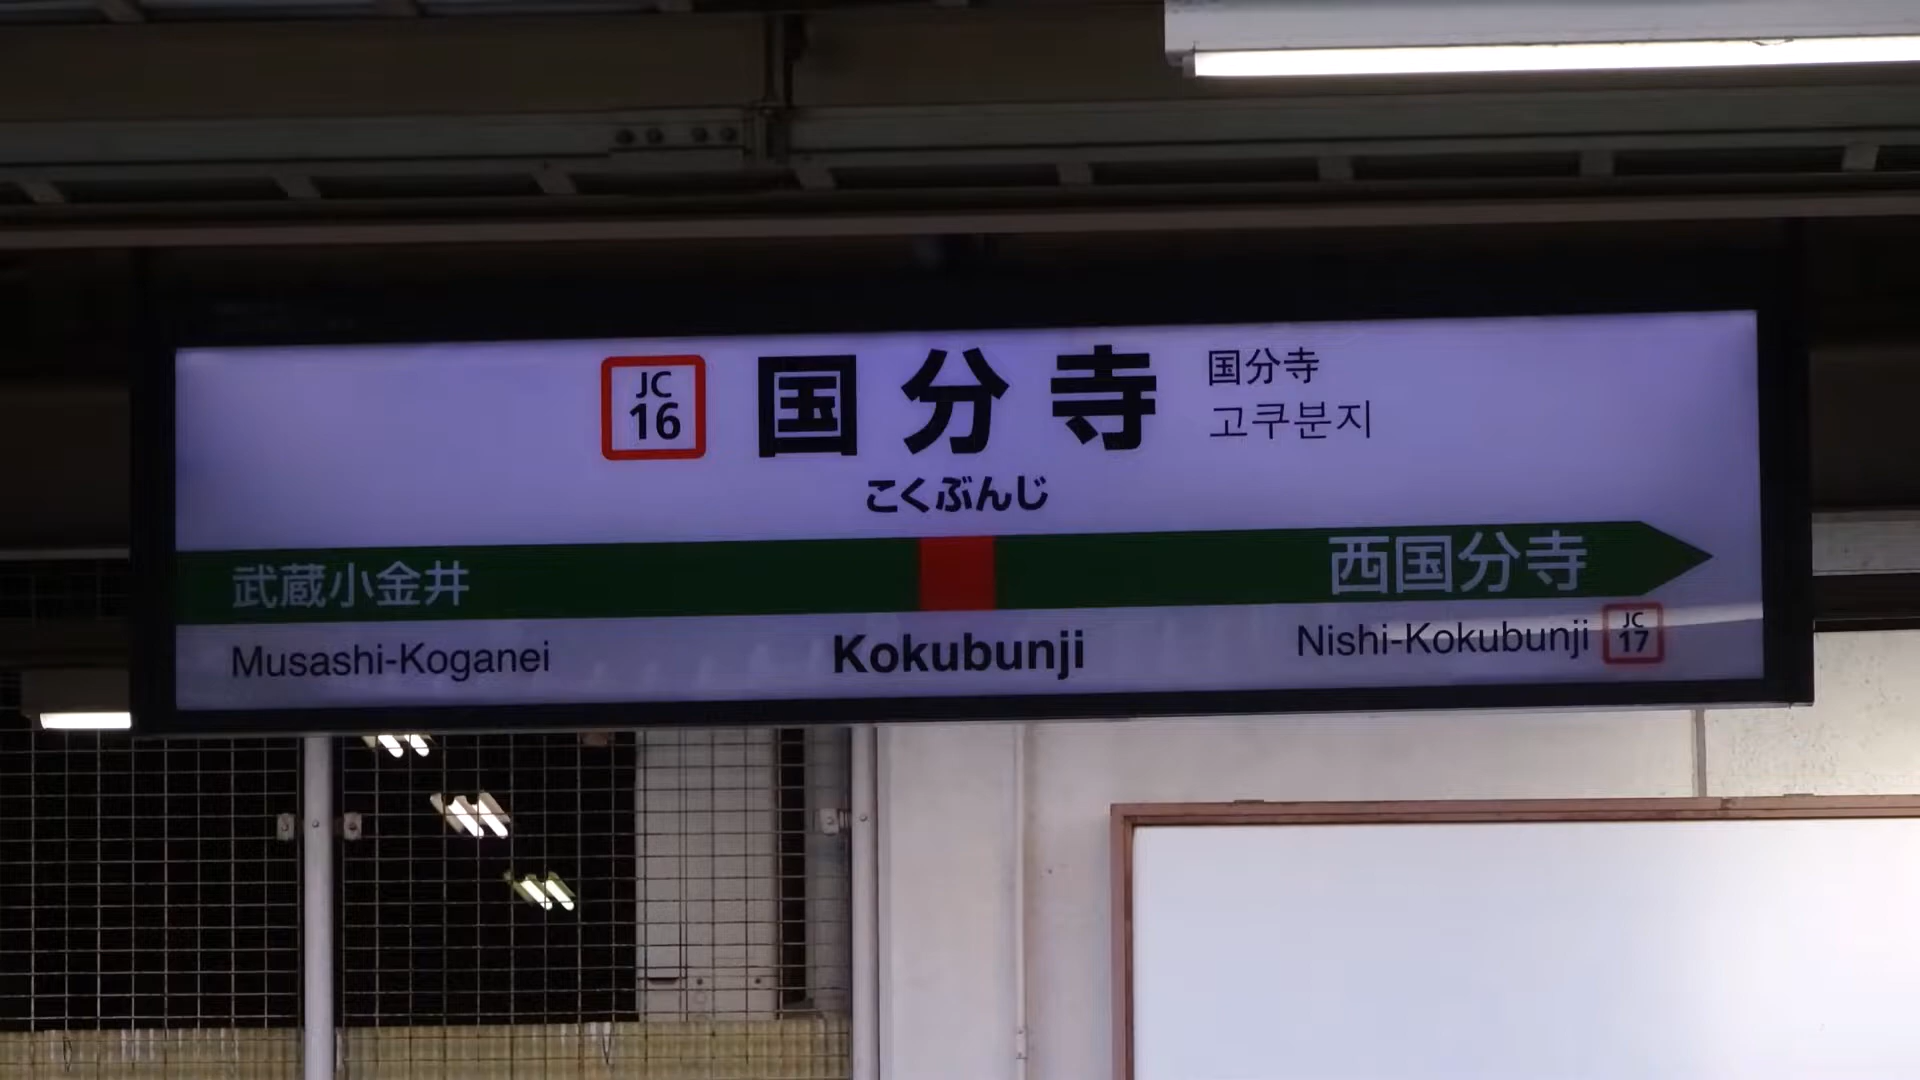 JC
16
国分寺
国分寺
고쿠분지
こくぶんじ
武蔵小金井
西国分寺
Musashi-Koganei
Kokubunji
Nishi-Kokubunji
JC
17